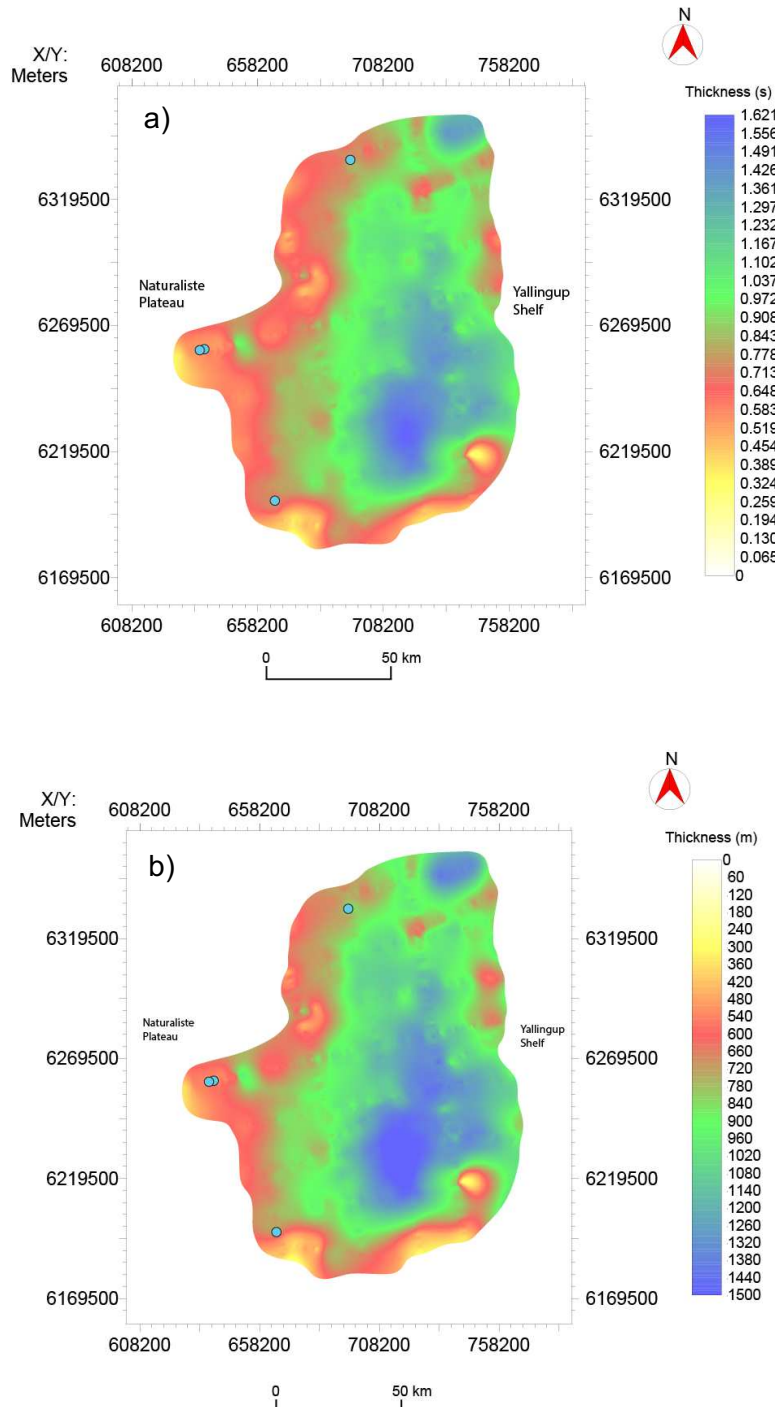 N
X/Y:
Meters
608200 658200 708200 758200
Thickness (s)
a)
1.621
1.556
1.491
1.426
1.361
1.297
1.232
1.167
1.102
1.037
0.972
0.908
0.843
0.778
0.713
0.648
0.583
0.519
0.454
0.389
0.324
0.259
0.194
0.130
0.065
0
6319500 6319500
Naturaliste
Plateau
Yallingup
Shelf
6269500 6269500
6219500 6219500
6169500 6169500
608200 658200 708200 758200
0 50 km
N
X/Y:
Meters
608200 658200 708200 758200
Thickness (m)
b)
0
60
120
180
240
300
360
420
480
540
600
660
720
780
840
900
960
1020
1080
1140
1200
1260
1320
1380
1440
1500
6319500 6319500
Naturaliste
Plateau
Yallingup
Shelf
6269500 6269500
6219500 6219500
6169500 6169500
608200 658200 708200 758200
0 50 km